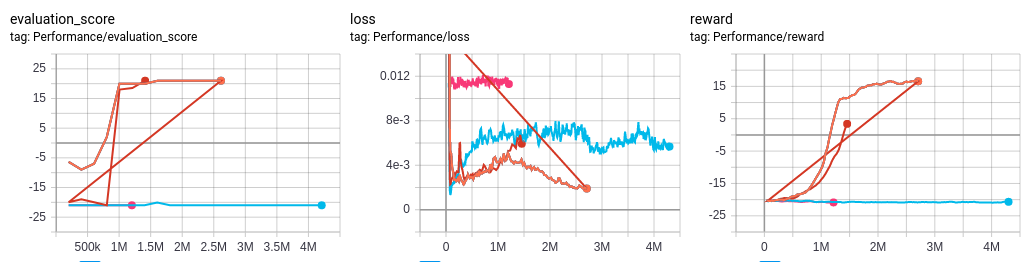 evaluation_score
tag: Performance/evaluation_score
25
15
5
-5
-15
-25
500k 1M 1.5M 2M 2.5M 3M 3.5M 4M
loss
tag: Performance/loss
0.012
8e-3
4e-3
0
0 1M 2M 3M 4M
reward
tag: Performance/reward
15
5
-5
-15
-25
0 1M 2M 3M 4M